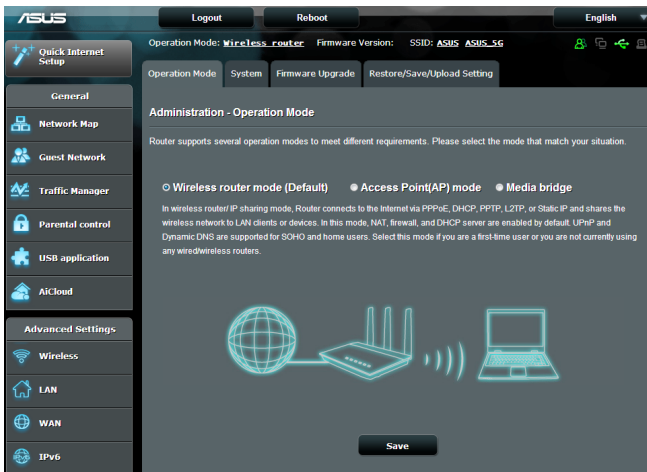 ASUS
Logout
Reboot
English
Quick Internet
Setup
Operation Mode: Wireless router Firmware Version: SSID: ASUS ASUS_5G
Operation Mode
System
Firmware Upgrade
Restore/Save/Upload Setting
General
Network Map
Guest Network
Traffic Manager
Parental control
USB application
AiCloud
Advanced Settings
Wireless
LAN
WAN
IPv6
Administration - Operation Mode
Router supports several operation modes to meet different requirements. Please select the mode that match your situation.
Wireless router mode (Default)
Access Point(AP) mode
Media bridge
In wireless router/ IP sharing mode, Router connects to the Internet via PPPoE, DHCP, PPTP, L2TP, or Static IP and shares the
wireless network to LAN clients or devices. In this mode, NAT, firewall, and DHCP server are enabled by default. UPnP and
Dynamic DNS are supported for SOHO and home users. Select this mode if you are a first-time user or you are not currently using
any wired/wireless routers.
Save